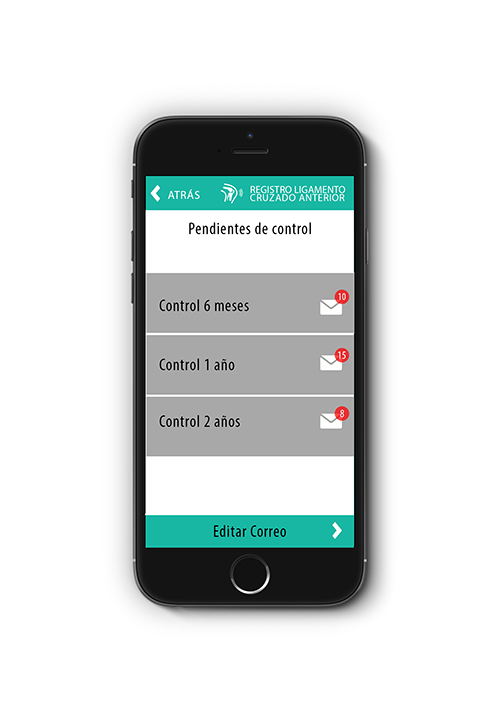 ATRÁS
REGISTRO LIGAMENTO
CRUZADO ANTERIOR
Pendientes de control
Control 6 meses
10
Control 1 año
15
Control 2 años
8
Editar Correo